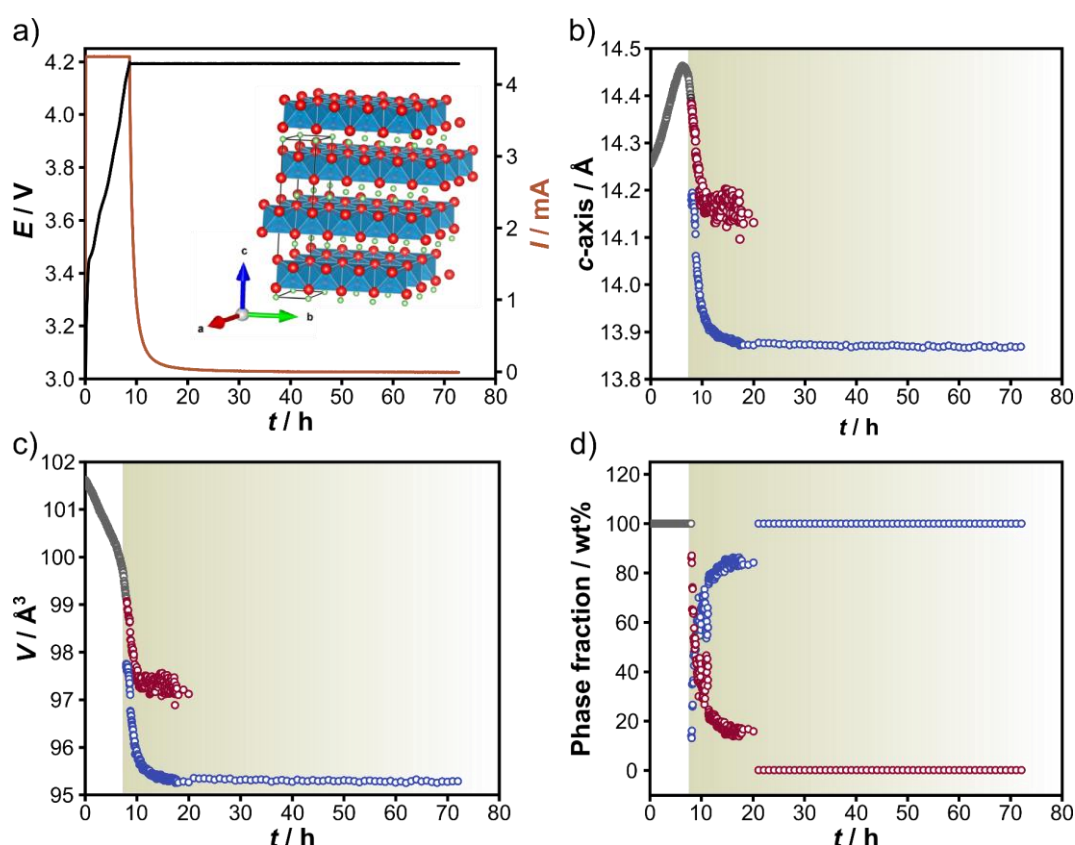 a)
4.2
4.0
3.8
3.6
3.4
3.2
3.0
E / V
4
3
2
1
0
I / mA
c
a
b
0 10 20 30 40 50 60 70 80
t / h
b)
14.5
14.4
14.3
14.2
14.1
14.0
13.9
13.8
c-axis / Å
0 10 20 30 40 50 60 70 80
t / h
c)
102
101
100
99
98
97
96
95
V / Å³
0 10 20 30 40 50 60 70 80
t / h
d)
120
100
80
60
40
20
0
Phase fraction / wt%
0 10 20 30 40 50 60 70 80
t / h